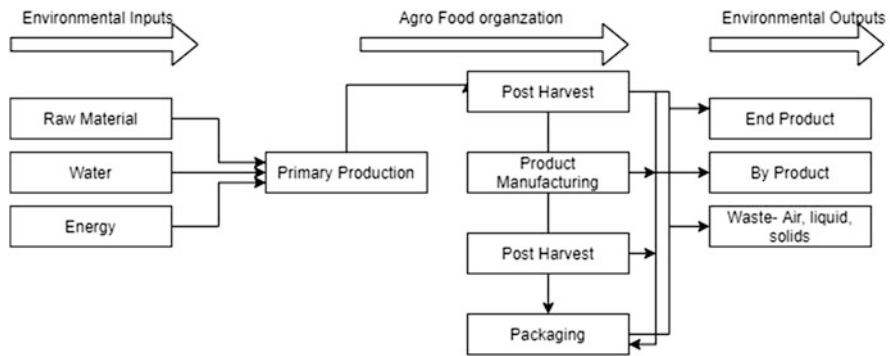 Environmental Inputs
Agro Food organzation
Environmental Outputs
Raw Material
Water
Energy
Primary Production
Post Harvest
Product
Manufacturing
Post Harvest
Packaging
End Product
By Product
Waste- Air, liquid,
solids